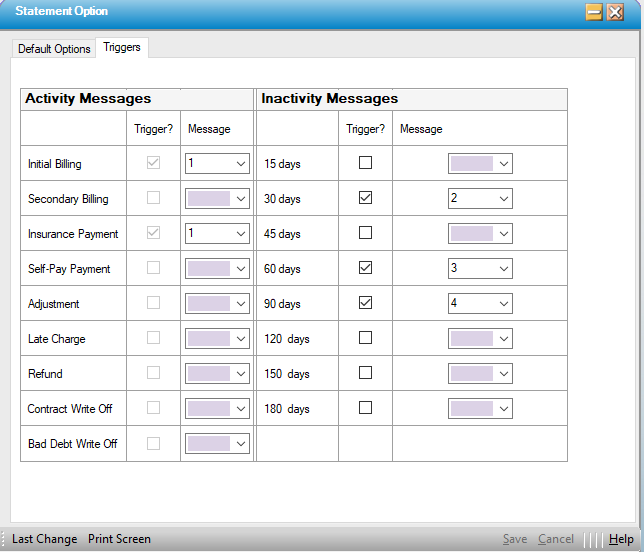 Statement Option
Default Options Triggers
Activity Messages Inactivity Messages
Trigger? Message Trigger? Message
Initial Billing 1 15 days
Secondary Billing 30 days 2
Insurance Payment 1 45 days
Self-Pay Payment 60 days 3
Adjustment 90 days 4
Late Charge 120 days
Refund 150 days
Contract Write Off 180 days
Bad Debt Write Off
Last Change Print Screen Save Cancel Help